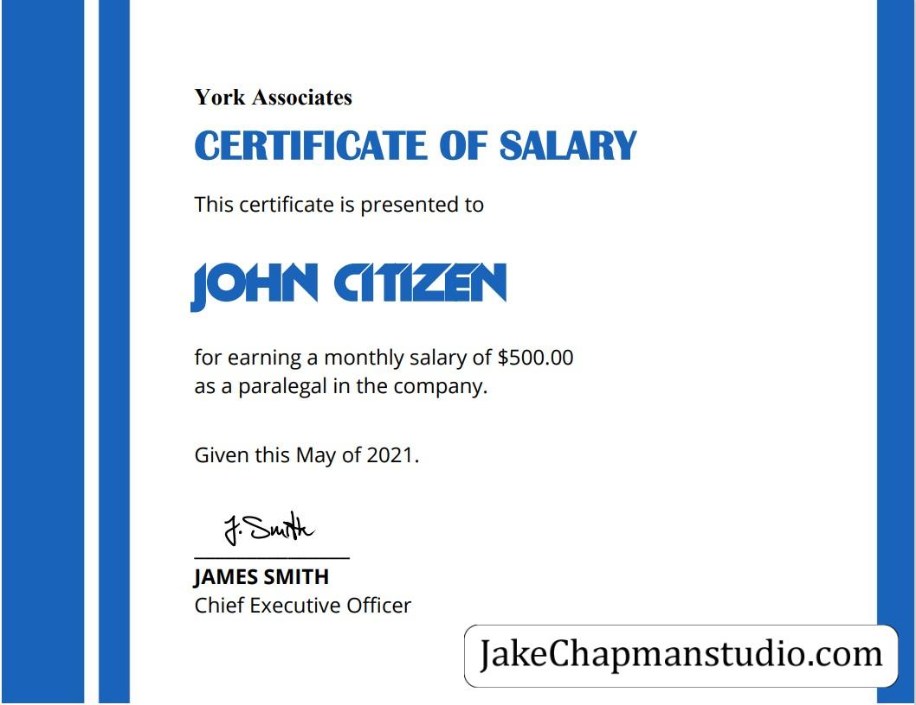 York Associates
CERTIFICATE OF SALARY
This certificate is presented to
JOHN CITIZEN
for earning a monthly salary of $500.00
as a paralegal in the company.
Given this May of 2021.
J. Smith
JAMES SMITH
Chief Executive Officer
JakeChapmanstudio.com